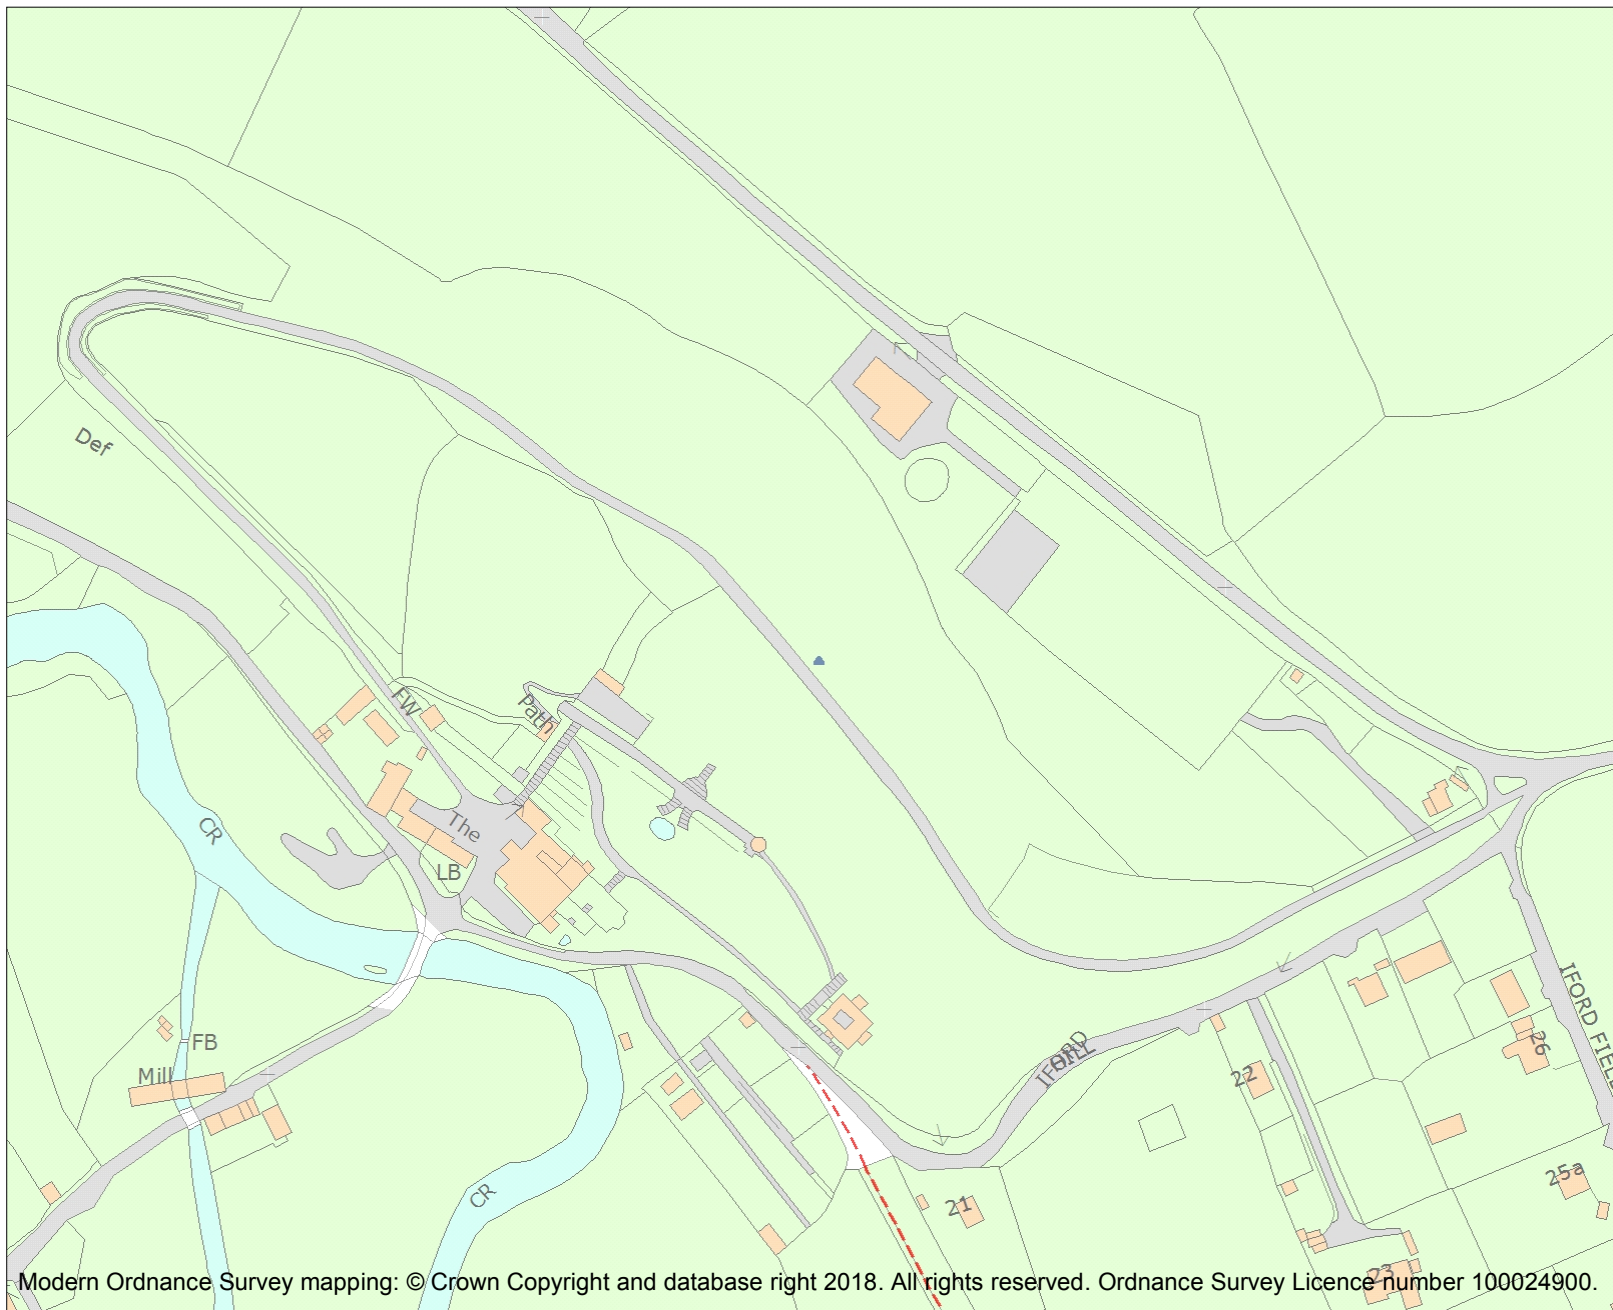 Def
FW
Path
The
CR
LB
IFORD FIEL
FB
IFORD
HILL
26
Mill
22
25a
CR
21
23
Modern Ordnance Survey mapping: © Crown Copyright and database right 2018. All rights reserved. Ordnance Survey Licence number 100024900.